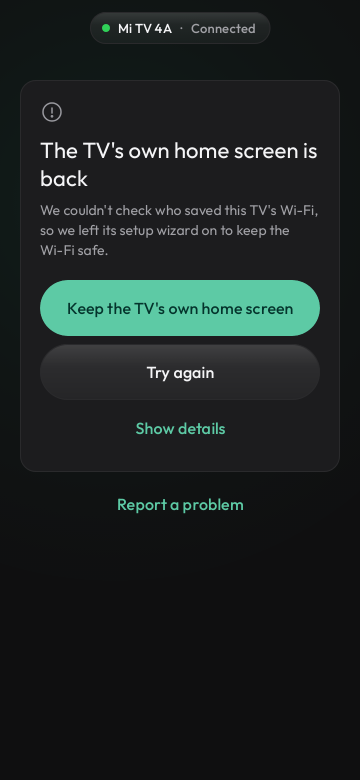 Mi TV 4A · Connected
The TV's own home screen is
back
We couldn't check who saved this TV's Wi-Fi,
so we left its setup wizard on to keep the
Wi-Fi safe.
Keep the TV's own home screen
Try again
Show details
Report a problem